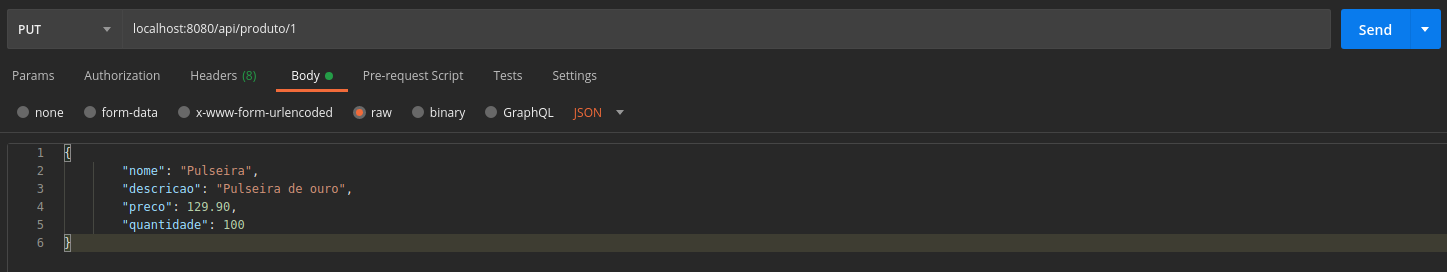 PUT localhost:8080/api/produto/1 Send
Params Authorization Headers (8) Body Pre-request Script Tests Settings
none form-data x-www-form-urlencoded raw binary GraphQL JSON
1 {
2 "nome": "Pulseira",
3 "descricao": "Pulseira de ouro",
4 "preco": 129.90,
5 "quantidade": 100
6 }